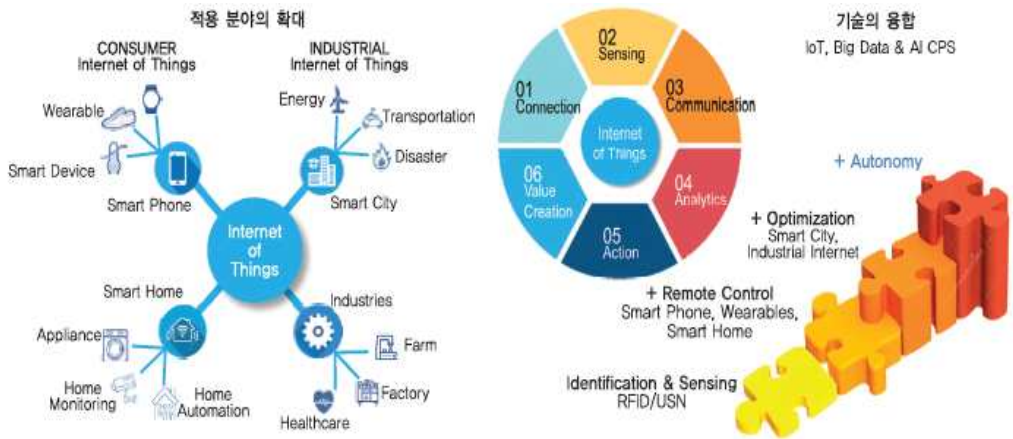 적용 분야의 확대
CONSUMER
Internet of Things
INDUSTRIAL
Internet of Things
Wearable
Smart Device
Smart Phone
Energy
Transportation
Disaster
Smart City
Internet
of
Things
Smart Home
Appliance
Home
Monitoring
Home
Automation
Industries
Farm
Factory
Healthcare
01
Connection
02
Sensing
03
Communication
04
Analytics
05
Action
06
Value
Creation
Internet
of Things
기술의 융합
IoT, Big Data & AI CPS
+ Autonomy
+ Optimization
Smart City,
Industrial Internet
+ Remote Control
Smart Phone, Wearables,
Smart Home
Identification & Sensing
RFID/USN